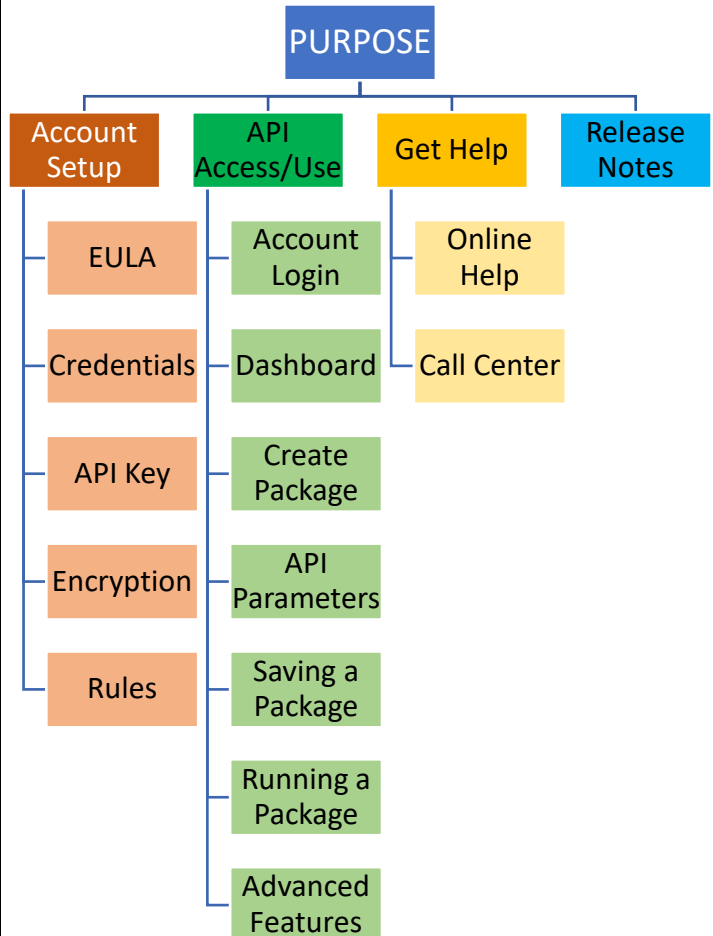 PURPOSE
Account
Setup
API
Access/Use
Get Help
Release
Notes
EULA
Credentials
API Key
Encryption
Rules
Account
Login
Dashboard
Create
Package
API
Parameters
Saving a
Package
Running a
Package
Advanced
Features
Online
Help
Call Center